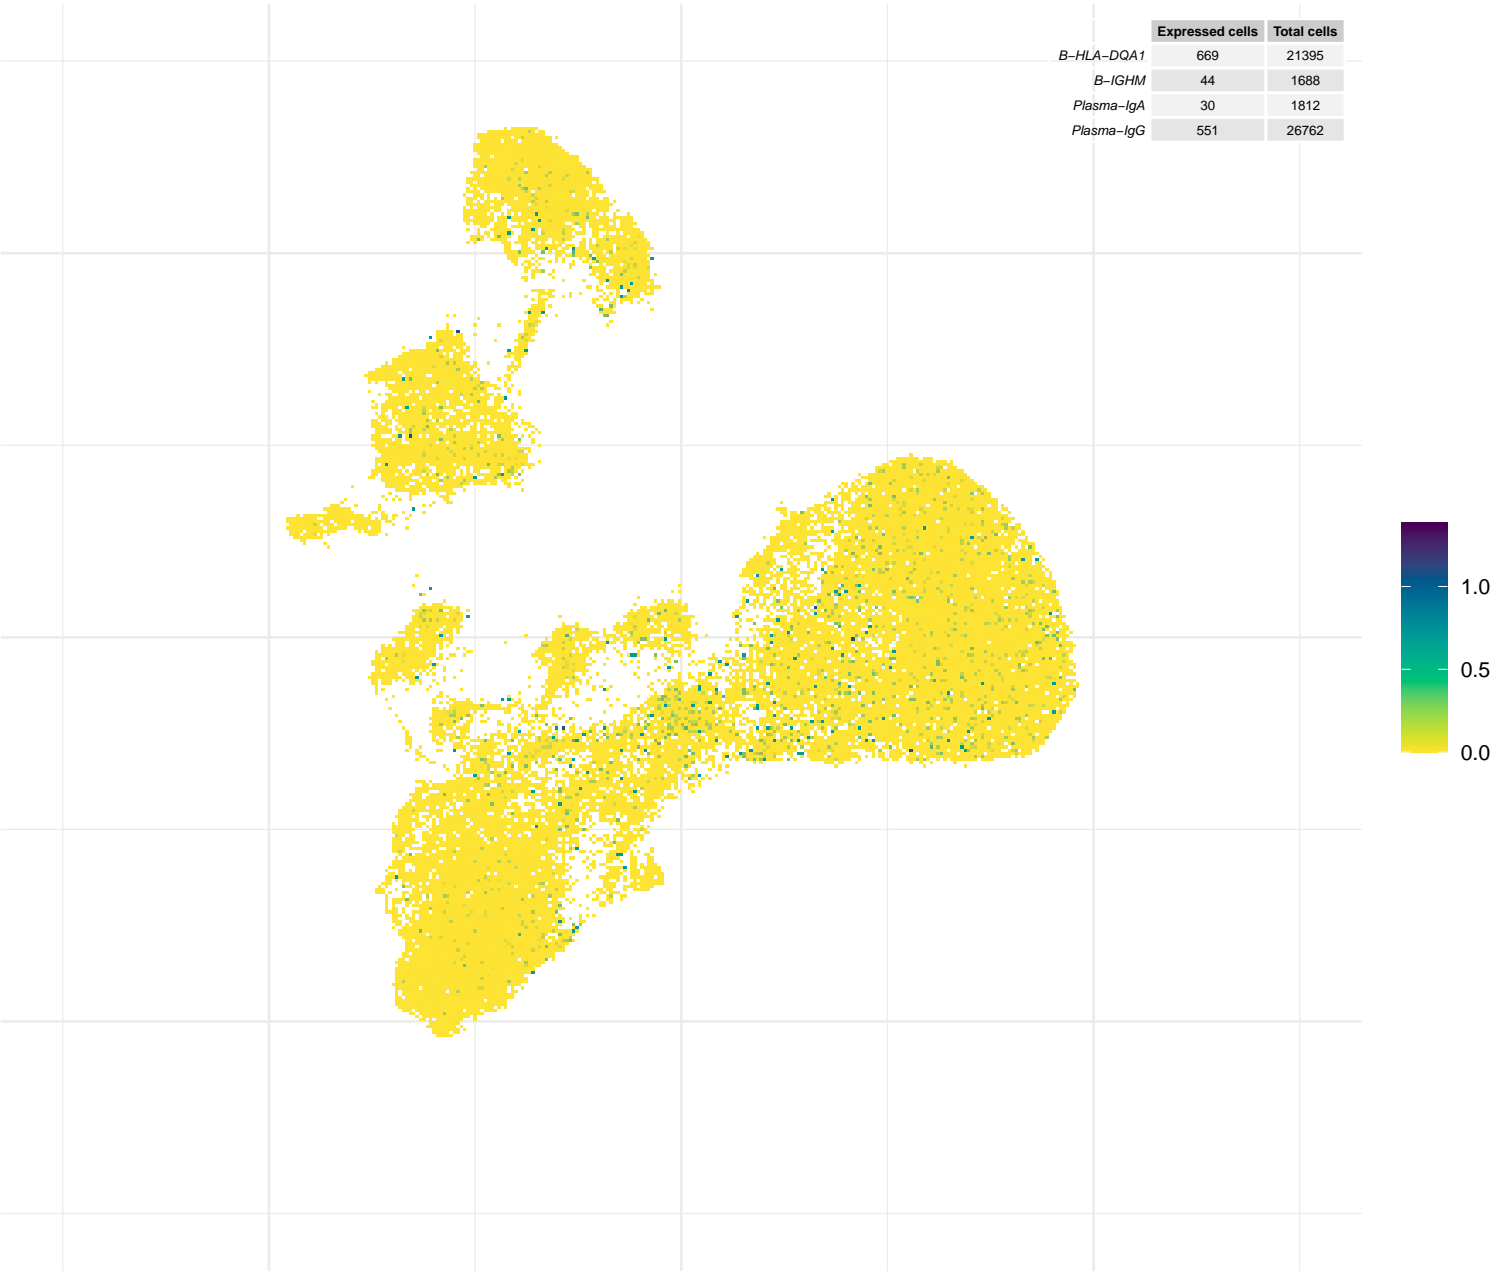 Expressed cells Total cells
B−HLA−DQA1 669 21395
B−IGHM 44 1688
Plasma−IgA 30 1812
Plasma−IgG 551 26762
1.0
0.5
0.0